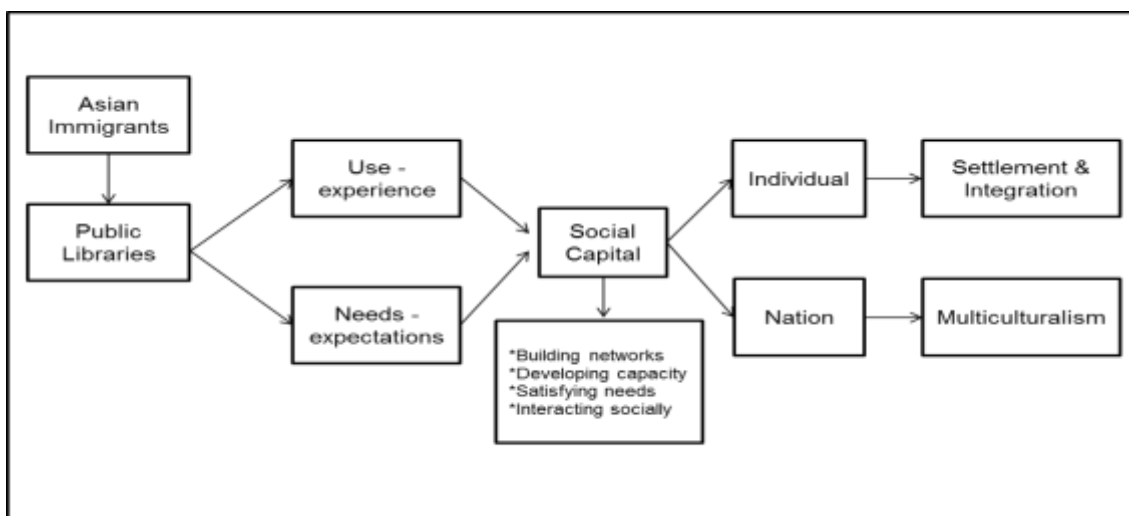 Asian
Immigrants
Public
Libraries
Use -
experience
Needs -
expectations
Social
Capital
*Building networks
*Developing capacity
*Satisfying needs
*Interacting socially
Individual
Settlement &
Integration
Nation
Multiculturalism